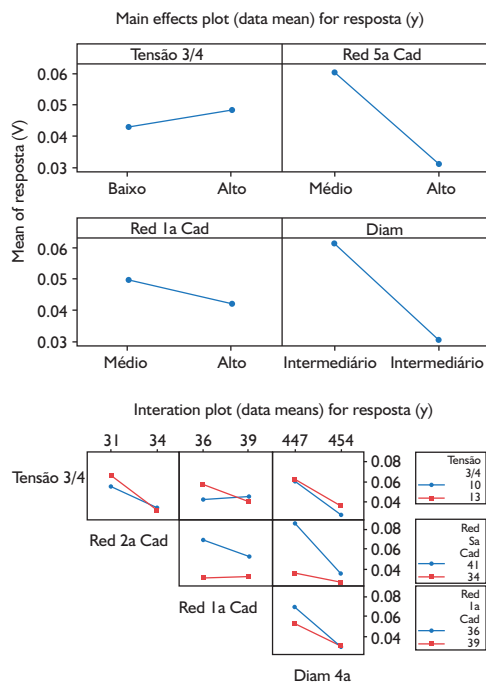 Main effects plot (data mean) for resposta (y)
Tensão 3/4 Red 5a Cad
0.06
0.05
0.04
0.03
Baixo Alto Médio Alto
Mean of resposta (V)
Red 1a Cad Diam
0.06
0.05
0.04
0.03
Médio Alto Intermediário Intermediário
Interation plot (data means) for resposta (y)
31 34 36 39 447 454
Tensão 3/4
0.08
0.06
0.04
Tensão
3/4
10
13
Red 2a Cad
0.08
0.06
0.04
Red
Sa
Cad
41
34
Red 1a Cad
0.08
0.06
0.04
Red
1a
Cad
36
39
Diam 4a